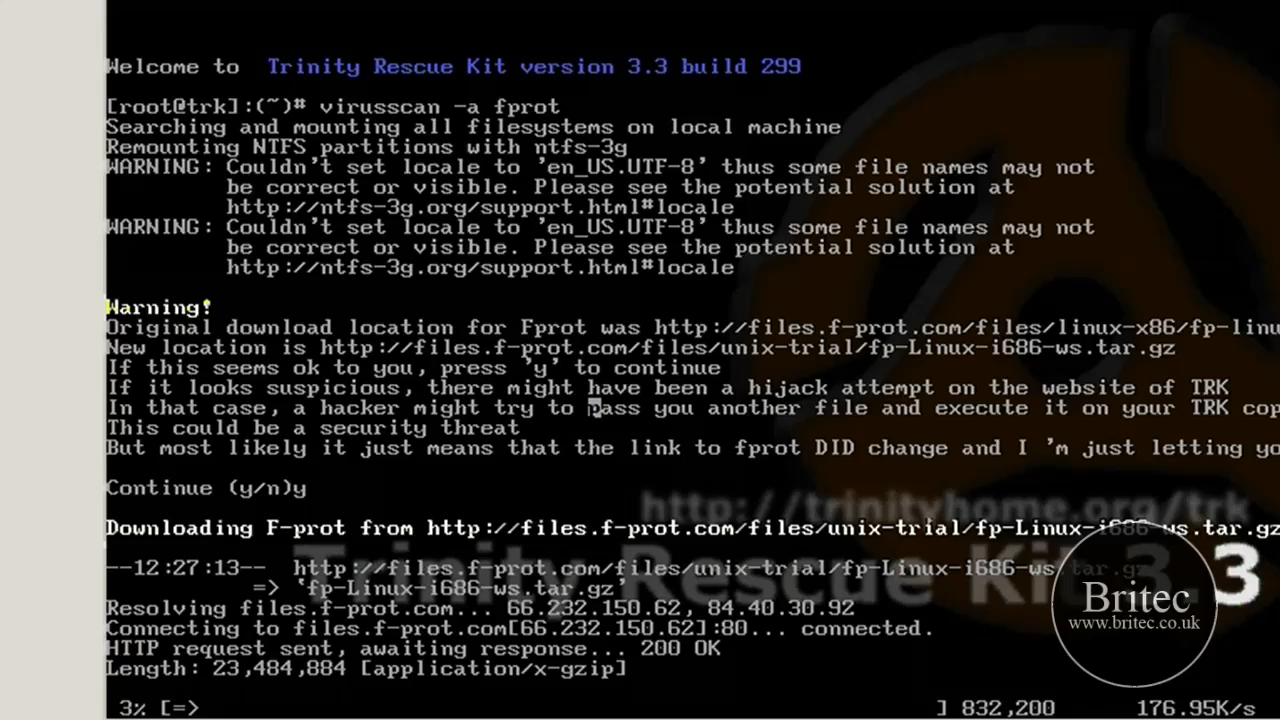 Welcome to  Trinity Rescue Kit version 3.3 build 299
[root@trk]:(~)# virusscan -a fprot
Searching and mounting all filesystems on local machine
Remounting NTFS partitions with ntfs-3g
WARNING: Couldn't set locale to 'en_US.UTF-8' thus some file names may not
be correct or visible. Please see the potential solution at
http://ntfs-3g.org/support.html#locale
WARNING: Couldn't set locale to 'en_US.UTF-8' thus some file names may not
be correct or visible. Please see the potential solution at
http://ntfs-3g.org/support.html#locale
Warning!
Original download location for Fprot was http://files.f-prot.com/files/linux-x86/fp-linu
New location is http://files.f-prot.com/files/unix-trial/fp-Linux-i686-ws.tar.gz
If this seems ok to you, press 'y' to continue
If it looks suspicious, there might have been a hijack attempt on the website of TRK
In that case, a hacker might try to pass you another file and execute it on your TRK cop
This could be a security threat
But most likely it just means that the link to fprot DID change and I 'm just letting yo
Continue (y/n)y
http://trinityhome.org/trk
Downloading F-prot from http://files.f-prot.com/files/unix-trial/fp-Linux-i686-ws.tar.gz
--12:27:13--  http://files.f-prot.com/files/unix-trial/fp-Linux-i686-ws.tar.gz
=> `fp-Linux-i686-ws.tar.gz'
Trinity Rescue Kit 3.3
Resolving files.f-prot.com... 66.232.150.62, 84.40.30.92
Connecting to files.f-prot.com[66.232.150.62]:80... connected.
HTTP request sent, awaiting response... 200 OK
Length: 23,484,884 [application/x-gzip]
3% [=> ] 832,200 176.95K/s
Britec
www.britec.co.uk